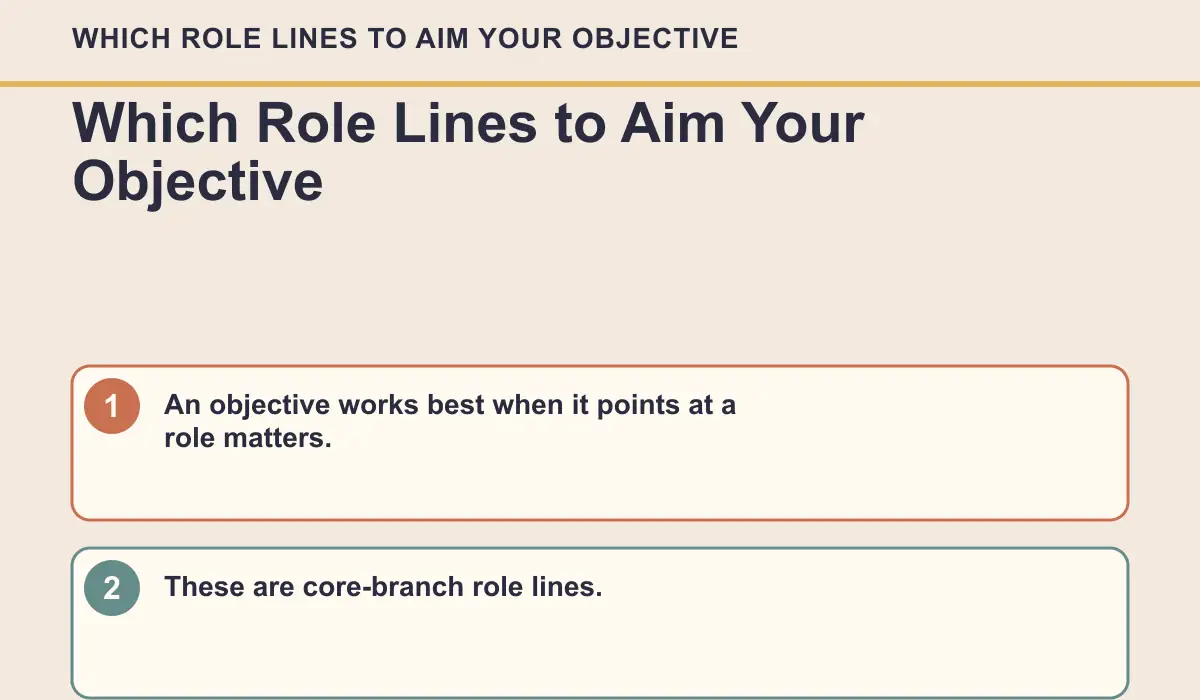 WHICH ROLE LINES TO AIM YOUR OBJECTIVE
Which Role Lines to Aim Your
Objective
1
An objective works best when it points at a
role matters.
2
These are core-branch role lines.